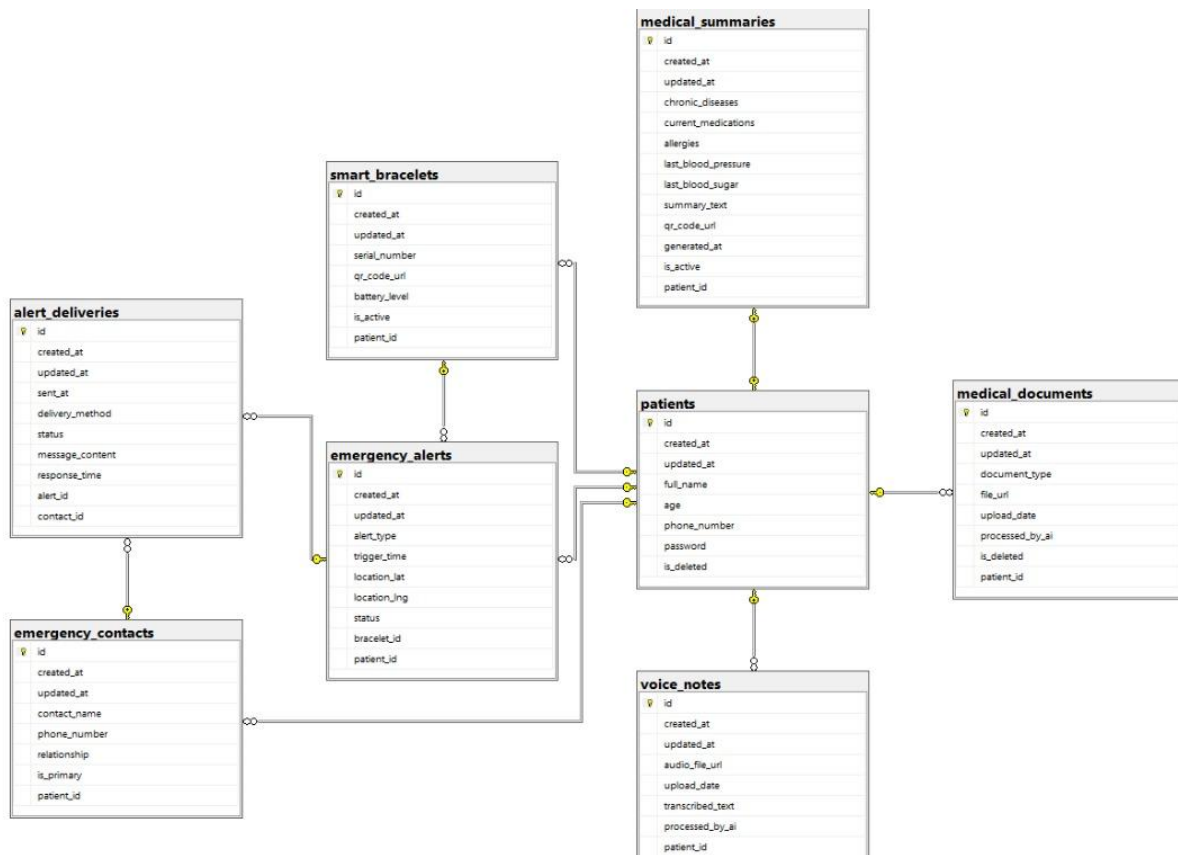 medical_summaries
id
created_at
updated_at
chronic_diseases
current_medications
allergies
last_blood_pressure
last_blood_sugar
summary_text
qr_code_url
generated_at
is_active
patient_id
smart_bracelets
id
created_at
updated_at
serial_number
qr_code_url
battery_level
is_active
patient_id
alert_deliveries
id
created_at
updated_at
sent_at
delivery_method
status
message_content
response_time
alert_id
contact_id
patients
id
created_at
updated_at
full_name
age
phone_number
password
is_deleted
medical_documents
id
created_at
updated_at
document_type
file_url
upload_date
processed_by_ai
is_deleted
patient_id
emergency_alerts
id
created_at
updated_at
alert_type
trigger_time
location_lat
location_lng
status
bracelet_id
patient_id
emergency_contacts
id
created_at
updated_at
contact_name
phone_number
relationship
is_primary
patient_id
voice_notes
id
created_at
updated_at
audio_file_url
upload_date
transcribed_text
processed_by_ai
patient_id